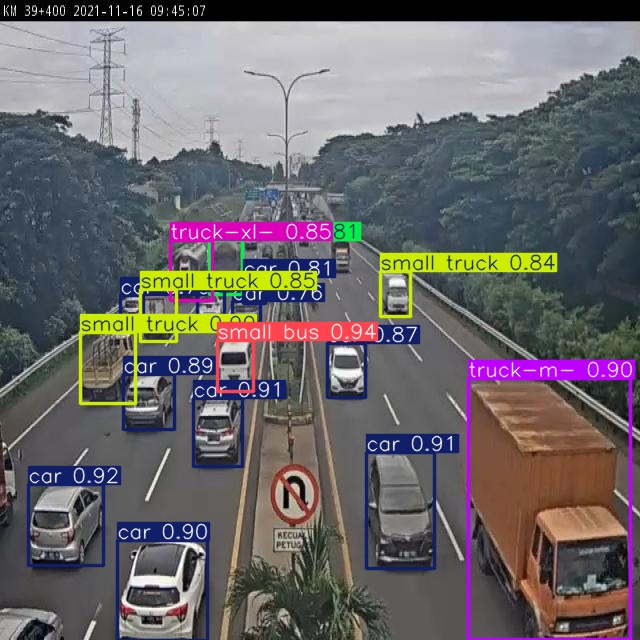 KM 39+400 2021-11-16 09:45:07
truck-xl- 0.85
81
small truck 0.84
car 0.81
small truck 0.85
car 0.76
small truck 0.90
small bus 0.94
0.87
car 0.89
truck-m- 0.90
car 0.91
car 0.91
car 0.92
car 0.90
KECUALI
PETUGAS